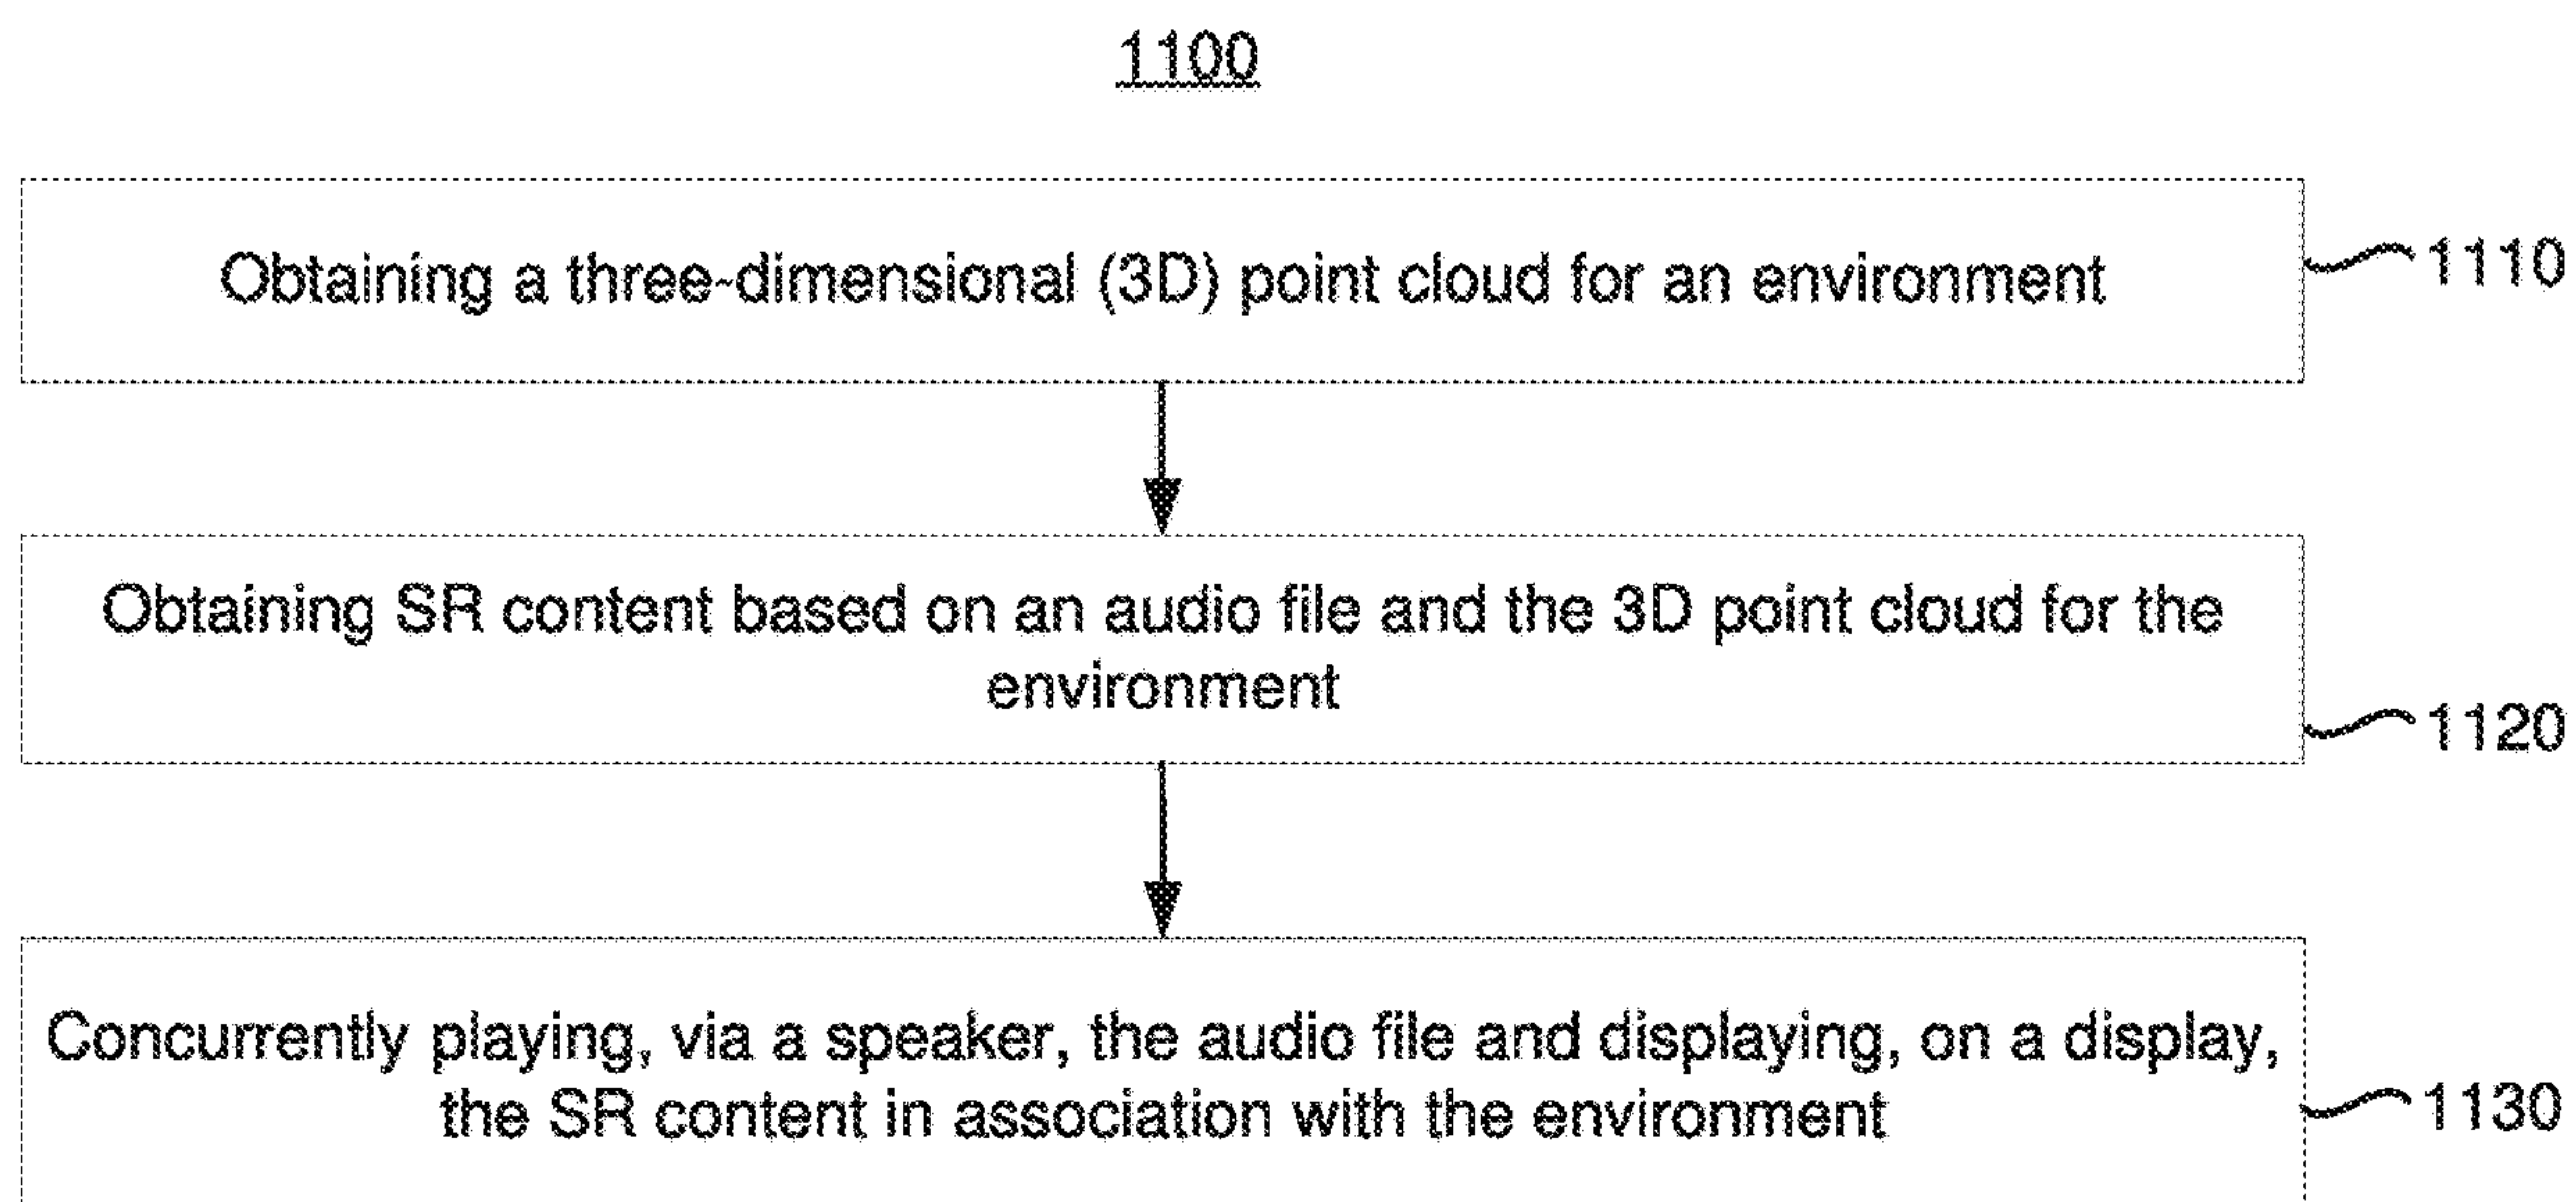 1100
Obtaining a three-dimensional (3D) point cloud for an environment
1110
Obtaining SR content based on an audio file and the 3D point cloud for the
environment
1120
Concurrently playing, via a speaker, the audio file and displaying, on a display,
the SR content in association with the environment
1130